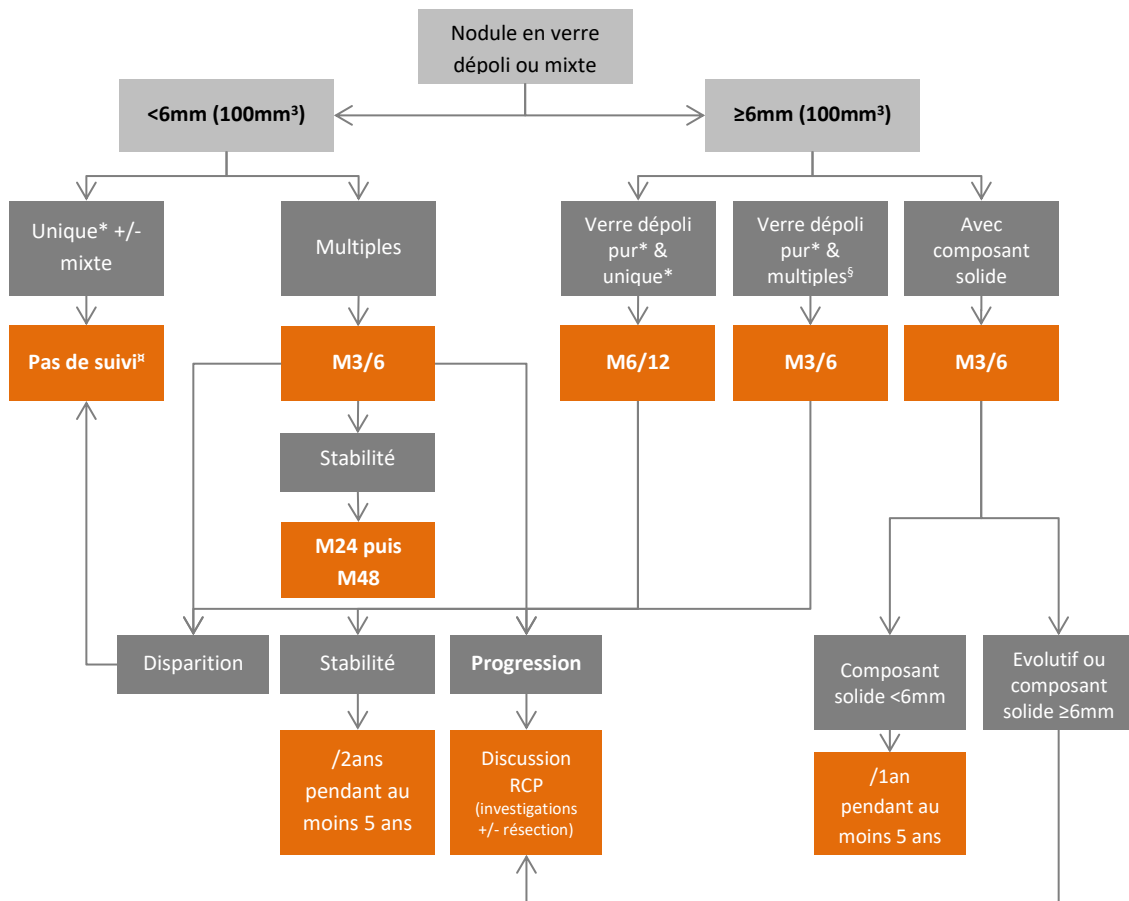 Nodule en verre
dépoli ou mixte
<6mm (100mm³)
≥6mm (100mm³)
Unique* +/-
mixte
Multiples
Verre dépoli
pur* &
unique*
Verre dépoli
pur* &
multiples§
Avec
composant
solide
Pas de suivi¤
M3/6
M6/12
M3/6
M3/6
Stabilité
M24 puis
M48
Disparition
Stabilité
Progression
Composant
solide <6mm
Evolutif ou
composant
solide ≥6mm
/2ans
pendant au
moins 5 ans
Discussion
RCP
(investigations
+/- résection)
/1an
pendant au
moins 5 ans